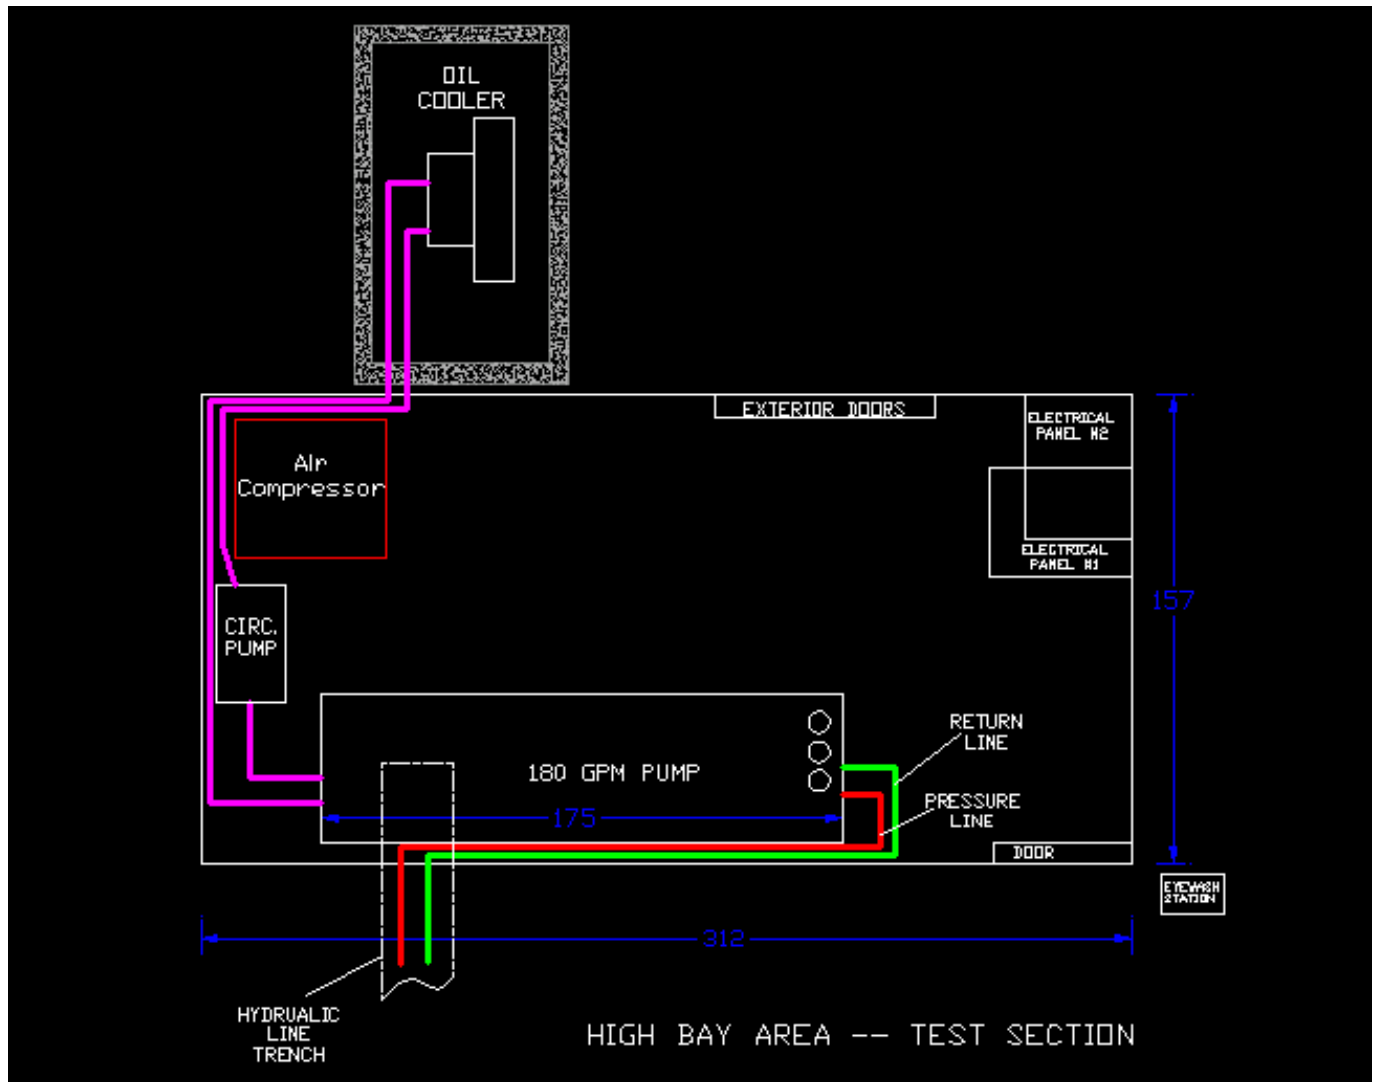 OIL
COOLER
EXTERIOR DOORS
ELECTRICAL
PANEL #2
Air
Compressor
ELECTRICAL
PANEL #1
157
CIRC.
PUMP
RETURN
LINE
180 GPM PUMP
PRESSURE
LINE
175
DOOR
EYEWASH
STATION
312
HYDRUALIC
LINE
TRENCH
HIGH BAY AREA -- TEST SECTION